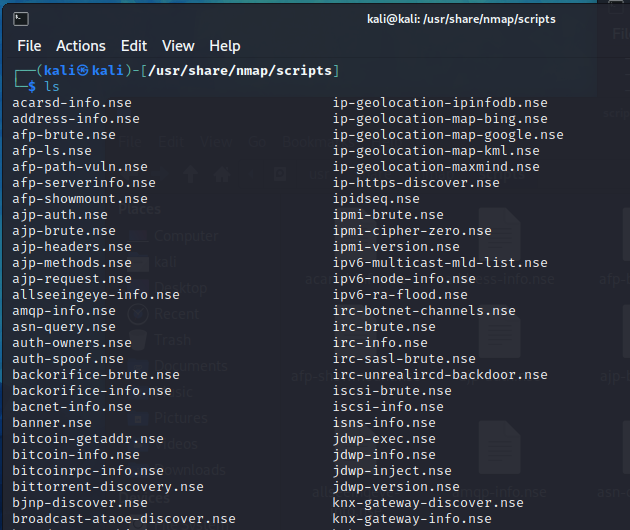 kali@kali: /usr/share/nmap/scripts
File Actions Edit View Help
(kali㉿kali)-[/usr/share/nmap/scripts]
$ ls
acarsd-info.nse ip-geolocation-ipinfodb.nse
address-info.nse ip-geolocation-map-bing.nse
afp-brute.nse ip-geolocation-map-google.nse
afp-ls.nse ip-geolocation-map-kml.nse
afp-path-vuln.nse ip-geolocation-maxmind.nse
afp-serverinfo.nse ip-https-discover.nse
afp-showmount.nse ipidseq.nse
ajp-auth.nse ipmi-brute.nse
ajp-brute.nse ipmi-cipher-zero.nse
ajp-headers.nse ipmi-version.nse
ajp-methods.nse ipv6-multicast-mld-list.nse
ajp-request.nse ipv6-node-info.nse
allseeingeye-info.nse ipv6-ra-flood.nse
amqp-info.nse irc-botnet-channels.nse
asn-query.nse irc-brute.nse
auth-owners.nse irc-info.nse
auth-spoof.nse irc-sasl-brute.nse
backorifice-brute.nse irc-unrealircd-backdoor.nse
backorifice-info.nse iscsi-brute.nse
bacnet-info.nse iscsi-info.nse
banner.nse isns-info.nse
bitcoin-getaddr.nse jdwp-exec.nse
bitcoin-info.nse jdwp-info.nse
bitcoinrpc-info.nse jdwp-inject.nse
bittorrent-discovery.nse jdwp-version.nse
bjnp-discover.nse knx-gateway-discover.nse
broadcast-ataoe-discover.nse knx-gateway-info.nse